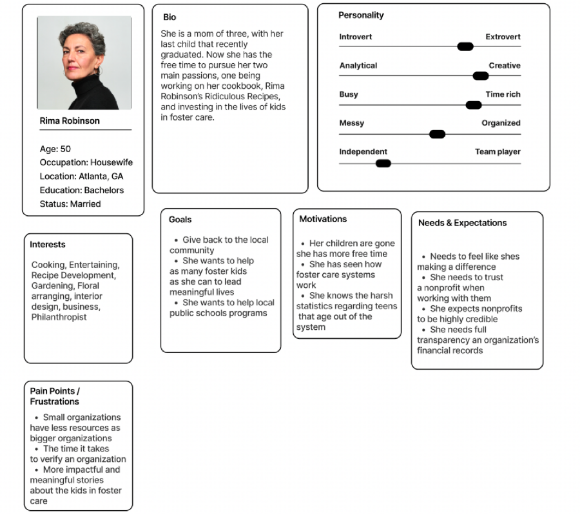 Rima Robinson
Age: 50
Occupation: Housewife
Location: Atlanta, GA
Education: Bachelors
Status: Married
Bio
She is a mom of three, with her
last child that recently
graduated. Now she has the
free time to pursue her two
main passions, one being
working on her cookbook, Rima
Robinson's Ridiculous Recipes,
and investing in the lives of kids
in foster care.
Personality
Introvert Extrovert
Analytical Creative
Busy Time rich
Messy Organized
Independent Team player
Interests
Cooking, Entertaining,
Recipe Development,
Gardening, Floral
arranging, interior
design, business,
Philanthropist
Goals
• Give back to the local
community
• She wants to help
as many foster kids
as she can to lead
meaningful lives
• She wants to help local
public schools programs
Motivations
• Her children are gone
she has more free time
• She has seen how
foster care systems
work
• She knows the harsh
statistics regarding teens
that age out of the
system
Needs & Expectations
• Needs to feel like shes
making a difference
• She needs to trust
a nonprofit when
working with them
• She expects nonprofits
to be highly credible
• She needs full
transparency an organization's
financial records
Pain Points /
Frustrations
• Small organizations
have less resources as
bigger organizations
• The time it takes
to verify an organization
• More impactful and
meaningful stories
about the kids in foster
care